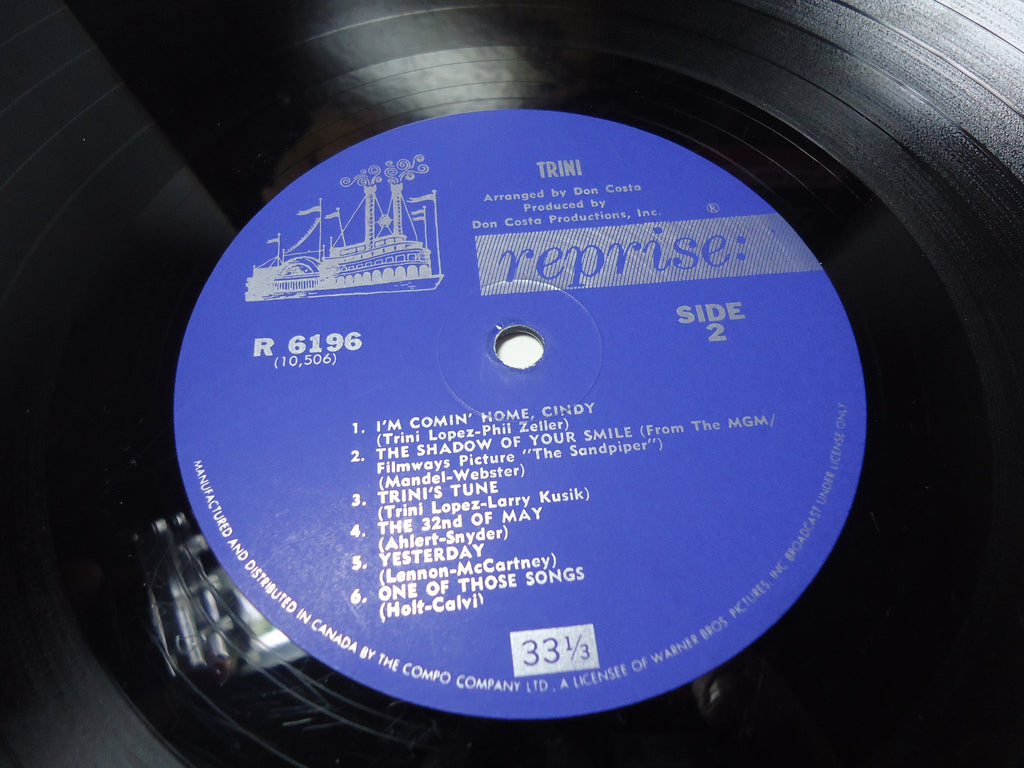 TRINI
Arranged by Don Costa
Produced by
Don Costa Productions, Inc.
®
reprise:
SIDE
2
R 6196
(10,506)
1. I'M COMIN' HOME, CINDY
(Trini Lopez-Phil Zeller)
2. THE SHADOW OF YOUR SMILE (From The MGM/
Filmways Picture "The Sandpiper")
(Mandel-Webster)
3. TRINI'S TUNE
(Trini Lopez-Larry Kusik)
4. THE 32nd OF MAY
(Ahlert-Snyder)
5. YESTERDAY
(Lennon-McCartney)
6. ONE OF THOSE SONGS
(Holt-Calvi)
33⅓
MANUFACTURED AND DISTRIBUTED IN CANADA BY THE COMPO COMPANY LTD., A LICENSEE OF WARNER BROS. PICTURES, INC. BROADCAST UNDER LICENSE ONLY